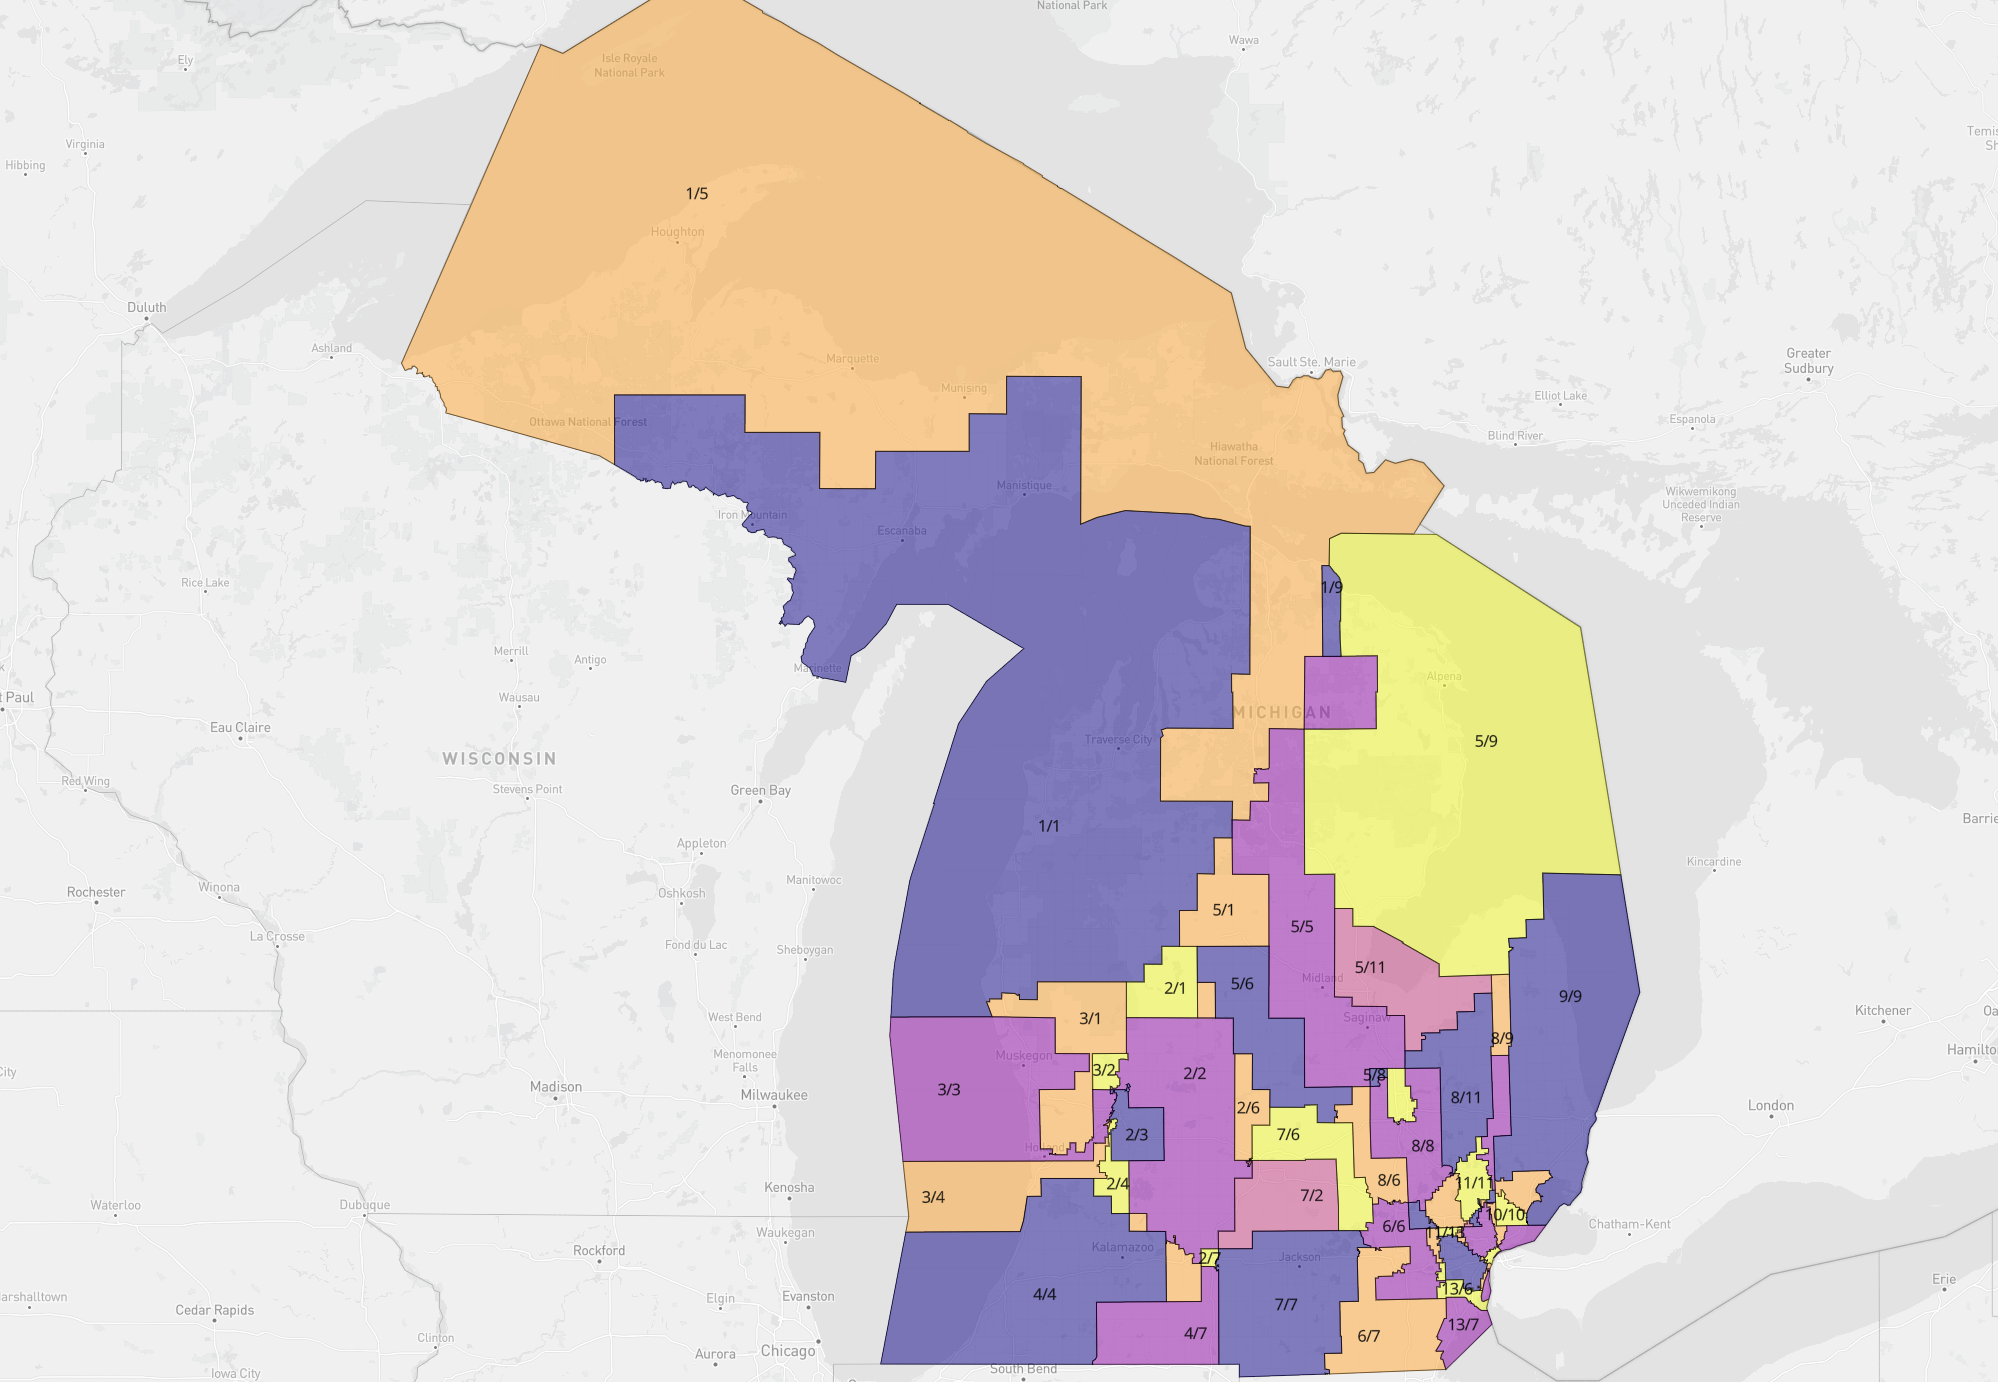 National Park
Wawa
Ely
Isle Royale
National Park
Virginia
Hibbing
Temis
Sh
1/5
Houghton
Duluth
Ashland
Marquette
Munising
Sault Ste. Marie
Greater
Sudbury
Elliot Lake
Espanola
Blind River
Ottawa National Forest
Hiawatha
National Forest
Manistique
Wikwemikong
Unceded Indian
Reserve
Iron Mountain
Escanaba
Rice Lake
1/9
Merrill
Antigo
Marinette
Alpena
t Paul
Wausau
MICHIGAN
Eau Claire
Traverse City
5/9
WISCONSIN
Red Wing
Stevens Point
Green Bay
1/1
Barrie
Appleton
Kincardine
Rochester
Winona
Oshkosh
Manitowoc
5/1
5/5
La Crosse
Fond du Lac
Sheboygan
5/11
Midland
5/6
2/1
9/9
West Bend
3/1
Saginaw
Kitchener
Oa
8/9
Hamilto
Muskegon
Menomonee
Falls
City
3/2
2/2
5/8
Madison
3/3
Milwaukee
8/11
2/6
London
2/3
7/6
8/8
Holland
Kenosha
2/4
8/6
11/11
3/4
7/2
Waterloo
Dubuque
10/10
Waukegan
6/6
Chatham-Kent
11/13
Rockford
Kalamazoo
2/7
Jackson
Erie
arshalltown
Cedar Rapids
Elgin
Evanston
4/4
7/7
13/6
Clinton
Aurora
Chicago
4/7
6/7
13/7
Iowa City
South Bend